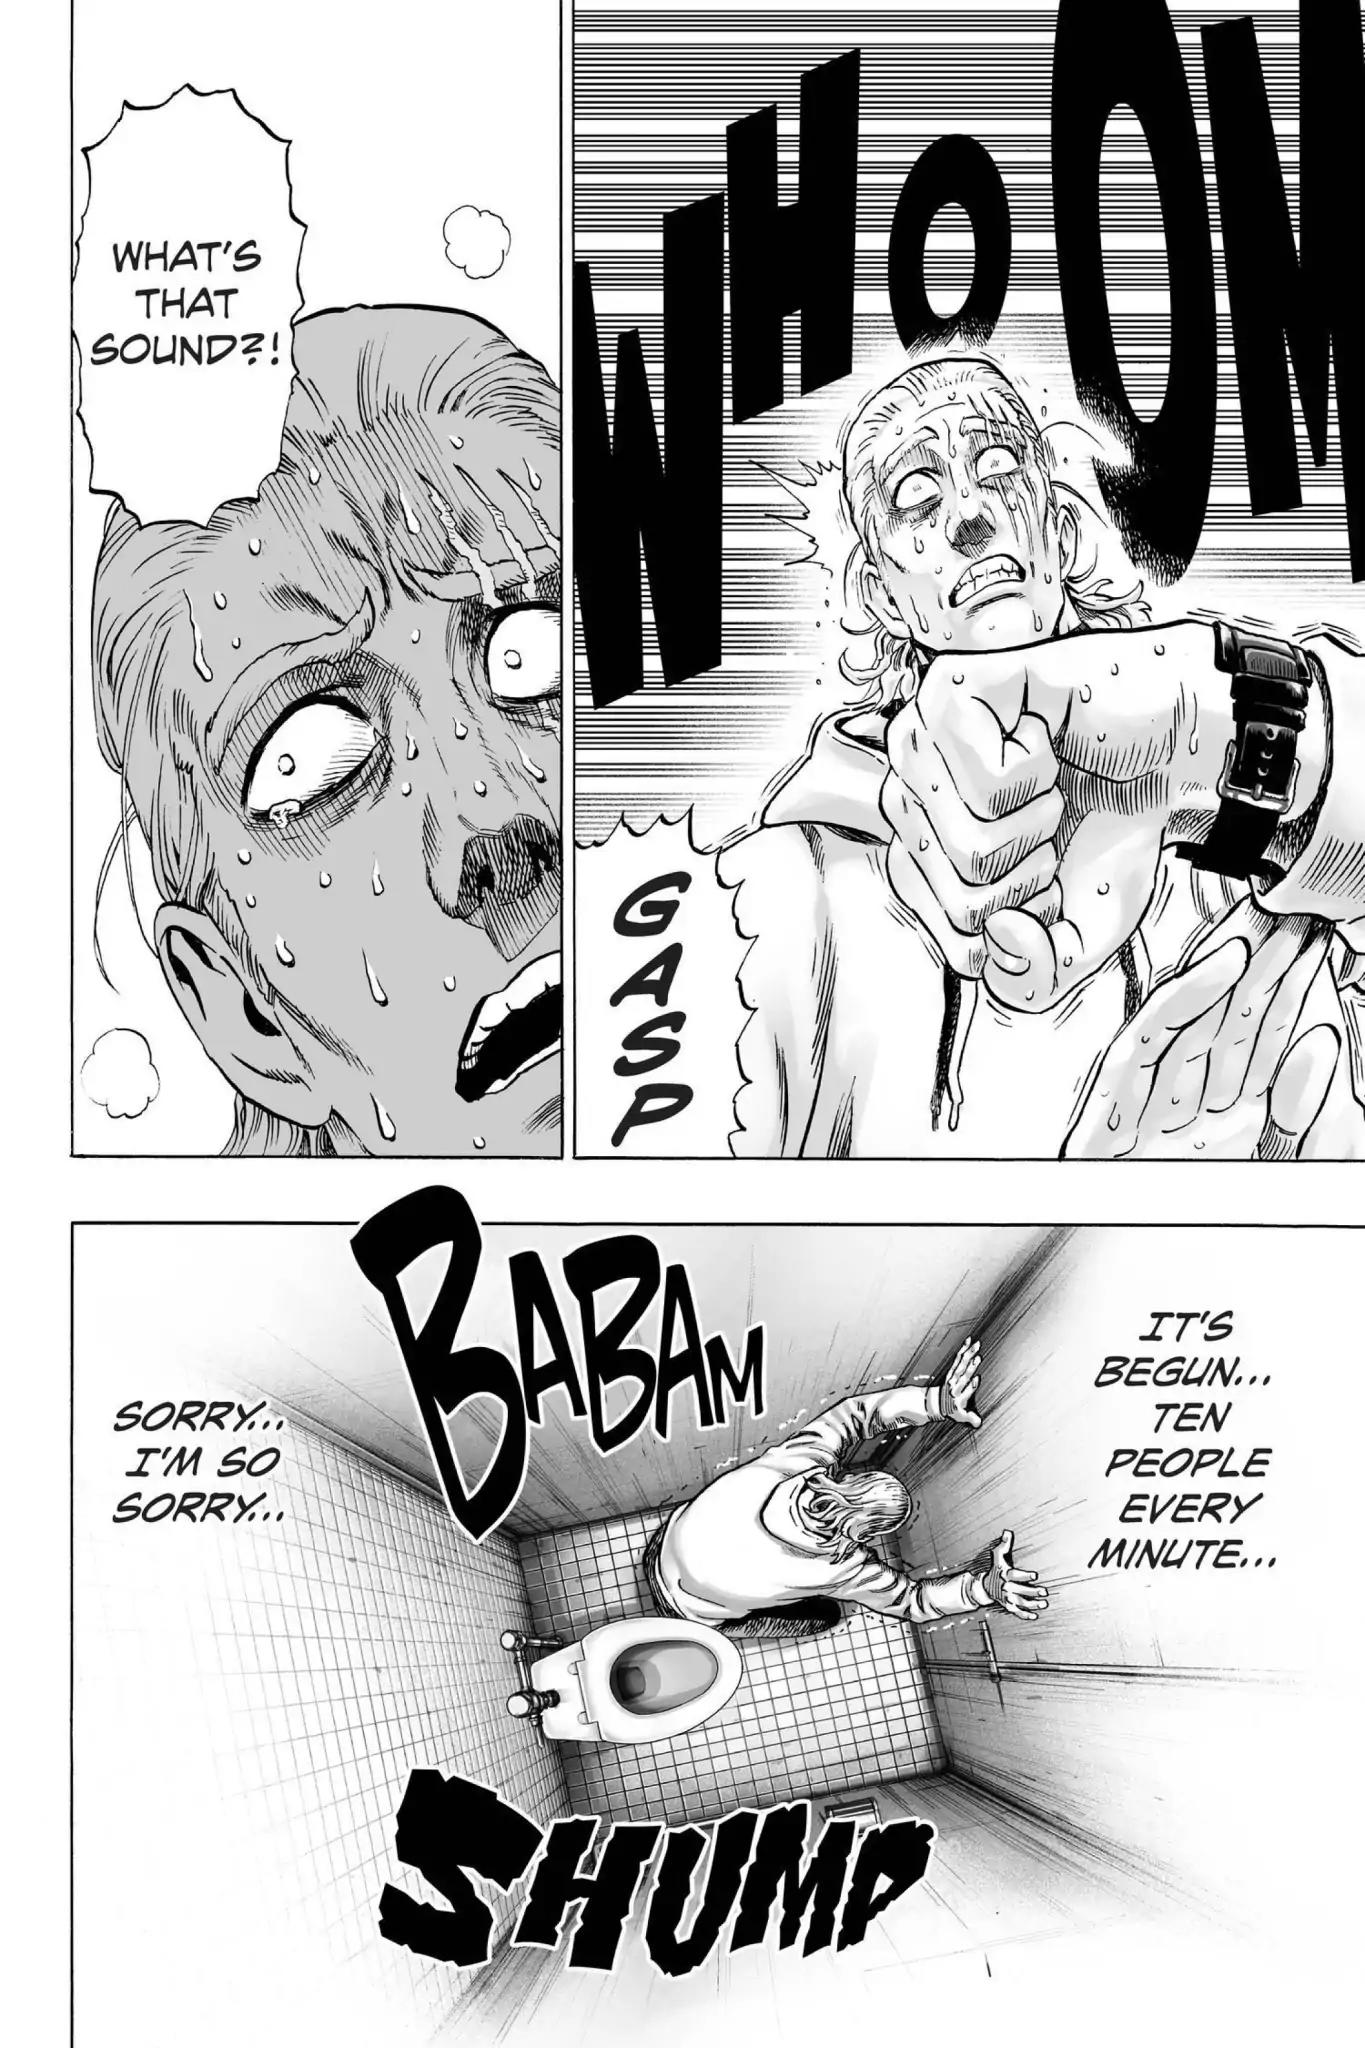 WHOOM
GASP
WHAT'S
THAT
SOUND?!
IT'S
BEGUN...
TEN
PEOPLE
EVERY
MINUTE...
BABAM
SHUMP
SORRY...
I'M SO
SORRY...